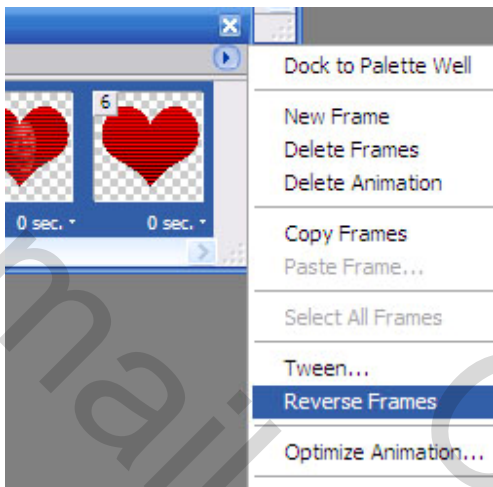 6
0 sec.
0 sec.
Dock to Palette Well
New Frame
Delete Frames
Delete Animation
Copy Frames
Paste Frame...
Select All Frames
Tween...
Reverse Frames
Optimize Animation...
mail